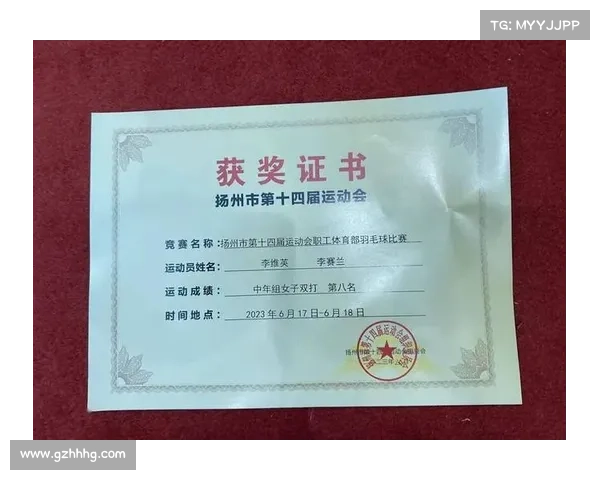 TG: MYYJJPP
获奖证书
扬州市第十四届运动会
竞赛名称: 扬州市第十四届运动会职工体育部羽毛球比赛
运动员姓名: 李维英 李赛兰
运动成绩: 中年组女子双打 第八名
时间地点: 2023年6月17日-6月18日
www.gzhhhg.com